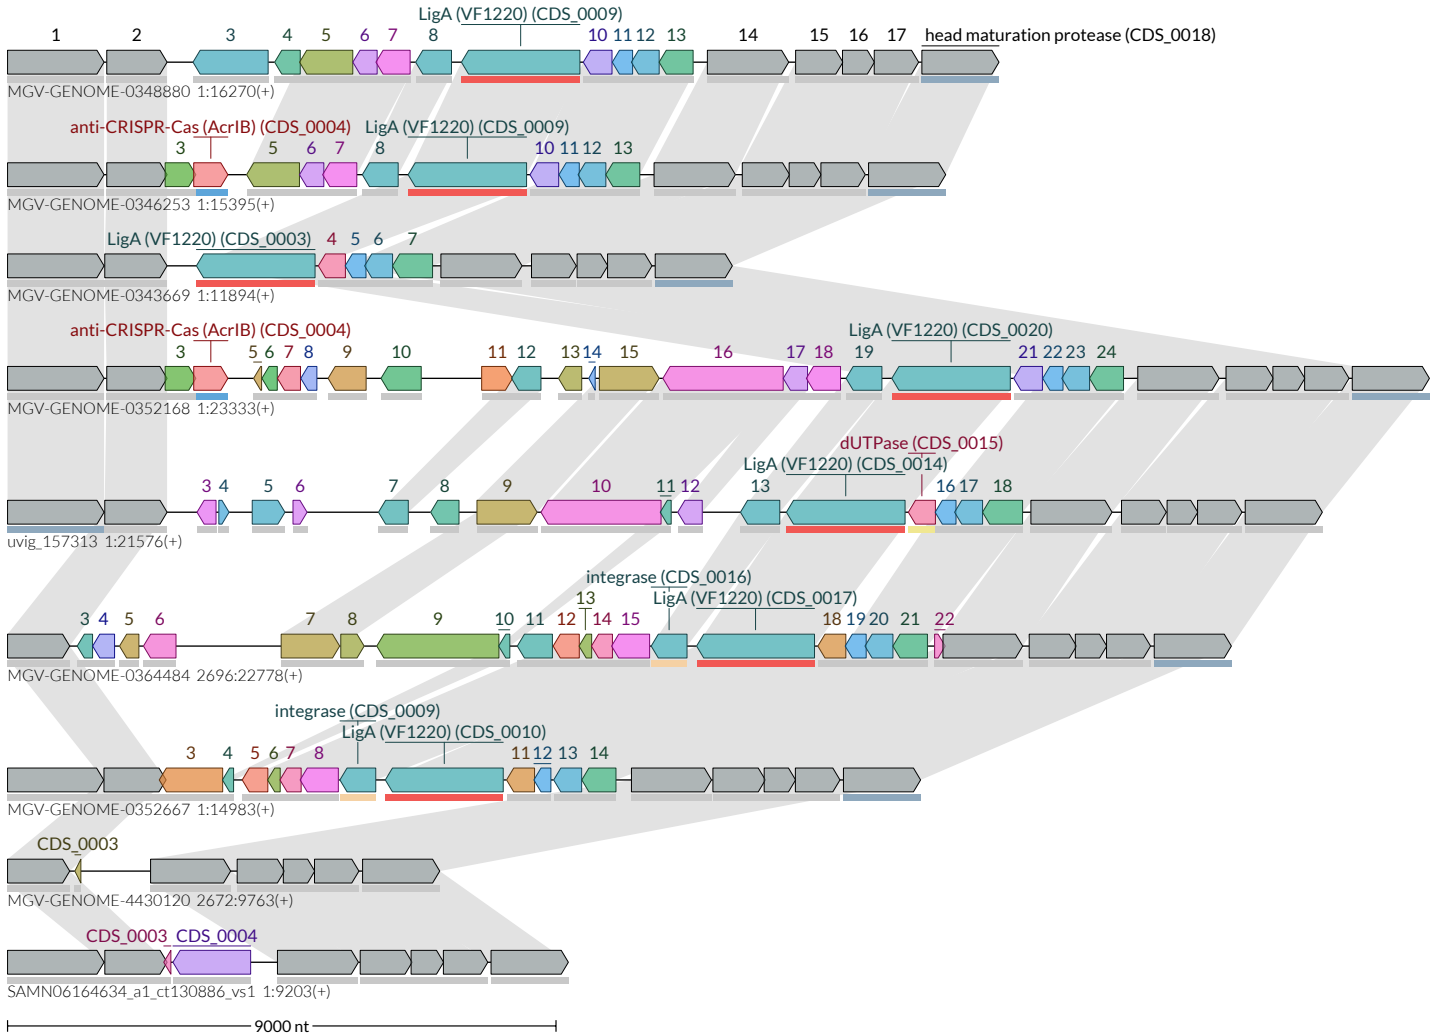 LigA (VF1220) (CDS_0009)
1 2 3 4 5 6 7 8 10 11 12 13 14 15 16 17 head maturation protease (CDS_0018)
MGV-GENOME-0348880 1:16270(+)
anti-CRISPR-Cas (AcrIB) (CDS_0004) LigA (VF1220) (CDS_0009)
3 5 6 7 8 10 11 12 13
MGV-GENOME-0346253 1:15395(+)
LigA (VF1220) (CDS_0003) 4 5 6 7
MGV-GENOME-0343669 1:11894(+)
anti-CRISPR-Cas (AcrIB) (CDS_0004) LigA (VF1220) (CDS_0020)
3 5 6 7 8 9 10 11 12 13 14 15 16 17 18 19 21 22 23 24
MGV-GENOME-0352168 1:23333(+)
dUTPase (CDS_0015)
LigA (VF1220) (CDS_0014)
3 4 5 6 7 8 9 10 11 12 13 16 17 18
uvig_157313 1:21576(+)
integrase (CDS_0016)
13 LigA (VF1220) (CDS_0017)
3 4 5 6 7 8 9 10 11 12 14 15 18 19 20 21 22
MGV-GENOME-0364484 2696:22778(+)
integrase (CDS_0009)
LigA (VF1220) (CDS_0010)
3 4 5 6 7 8 11 12 13 14
MGV-GENOME-0352667 1:14983(+)
CDS_0003
MGV-GENOME-4430120 2672:9763(+)
CDS_0003 CDS_0004
SAMN06164634_a1_ct130886_vs1 1:9203(+)
9000 nt